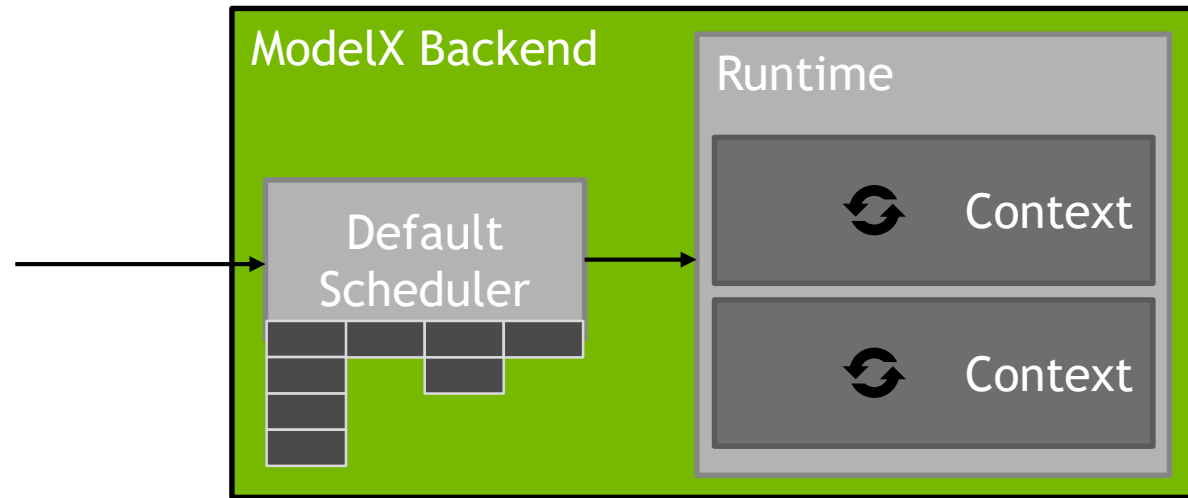 ModelX Backend
Runtime
Default
Scheduler
Context
Context